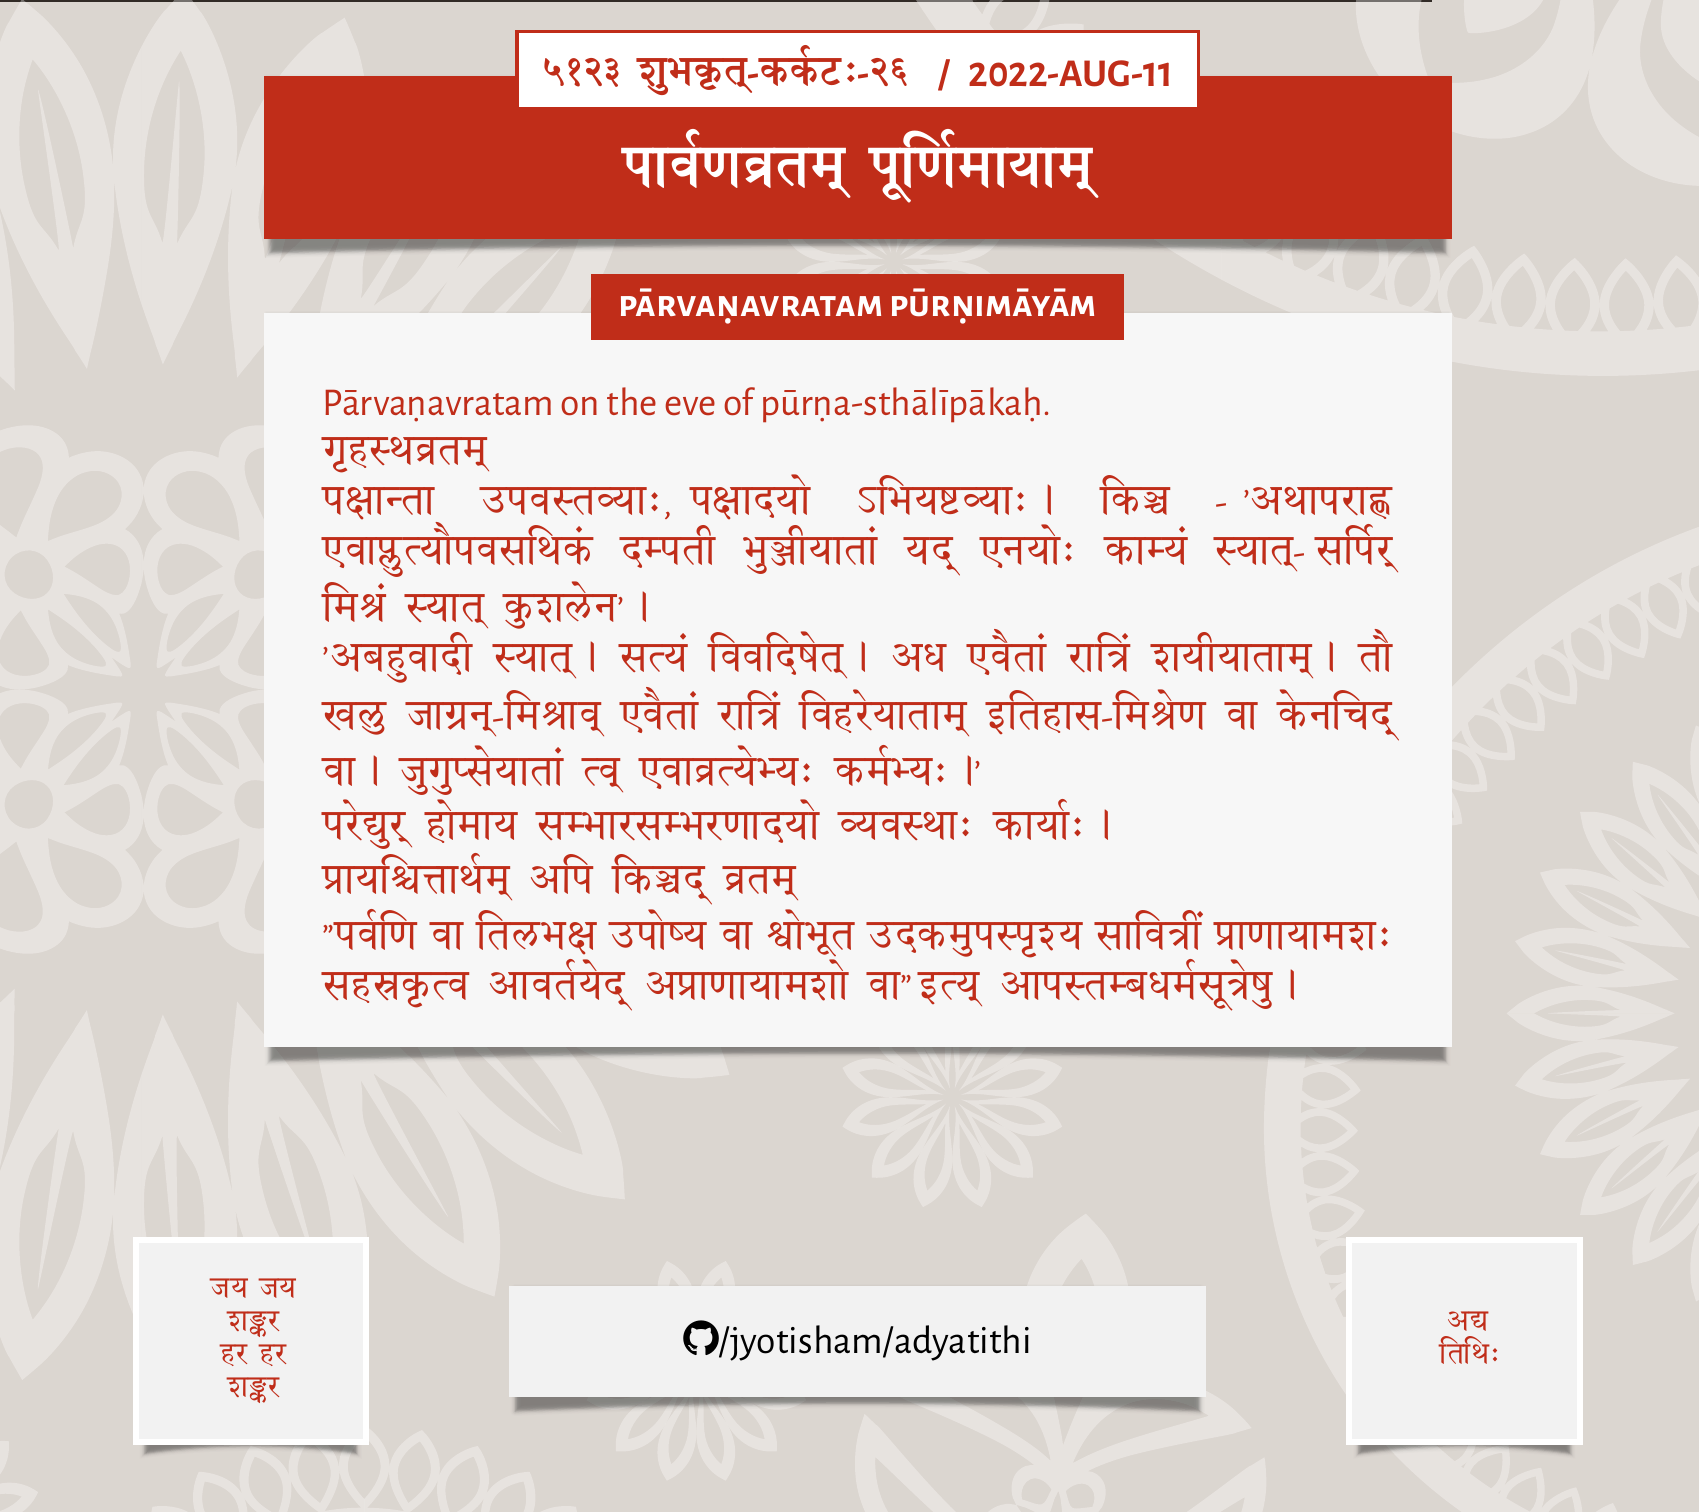 ५१२३ शुभकृत्-कर्कटः-२६ / 2022-AUG-11
पार्वणव्रतम् पूर्णिमायाम्
PĀRVAṆAVRATAM PŪRṆIMĀYĀM
Pārvaṇavratam on the eve of pūrṇa-sthālīpākaḥ.
गृहस्थव्रतम्
पक्षान्ता उपवस्तव्याः, पक्षादयो ऽभियष्टव्याः। किञ्च - ’अथापराह्ण
एवाप्लुत्यौपवसथिकं दम्पती भुञ्जीयातां यद् एनयोः काम्यं स्यात्- सर्पिर्
मिश्रं स्यात् कुशलेन’।
’अबहुवादी स्यात्। सत्यं विवदिषेत्। अध एवैतां रात्रिं शयीयाताम्। तौ
खलु जाग्रन्-मिश्राव् एवैतां रात्रिं विहरेयाताम् इतिहास-मिश्रेण वा केनचिद्
वा। जुगुप्सेयातां त्व् एवाव्रत्येभ्यः कर्मभ्यः।’
परेद्युर् होमाय सम्भारसम्भरणादयो व्यवस्थाः कार्याः।
प्रायश्चित्तार्थम् अपि किञ्चद् व्रतम्
”पर्वणि वा तिलभक्ष उपोष्य वा श्वोभूत उदकमुपस्पृश्य सावित्रीं प्राणायामशः
सहस्रकृत्व आवर्तयेद् अप्राणायामशो वा” इत्य् आपस्तम्बधर्मसूत्रेषु।
जय जय
शङ्कर
हर हर
शङ्कर
/jyotisham/adyatithi
अद्य
तिथिः